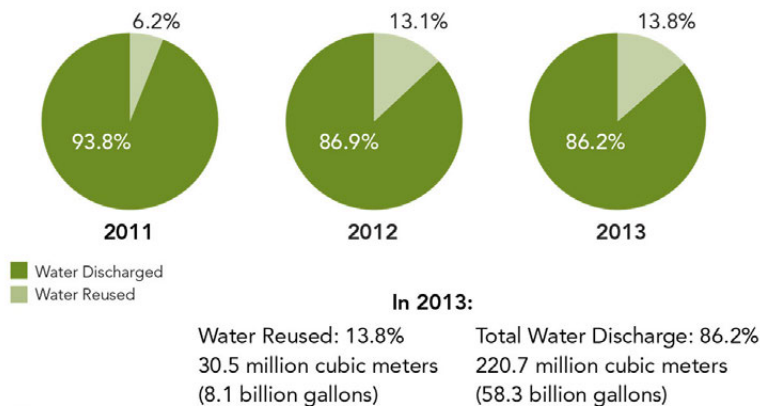 6.2%
13.1%
13.8%
93.8%
86.9%
86.2%
2011
2012
2013
Water Discharged
Water Reused
In 2013:
Water Reused: 13.8%
30.5 million cubic meters
(8.1 billion gallons)
Total Water Discharge: 86.2%
220.7 million cubic meters
(58.3 billion gallons)